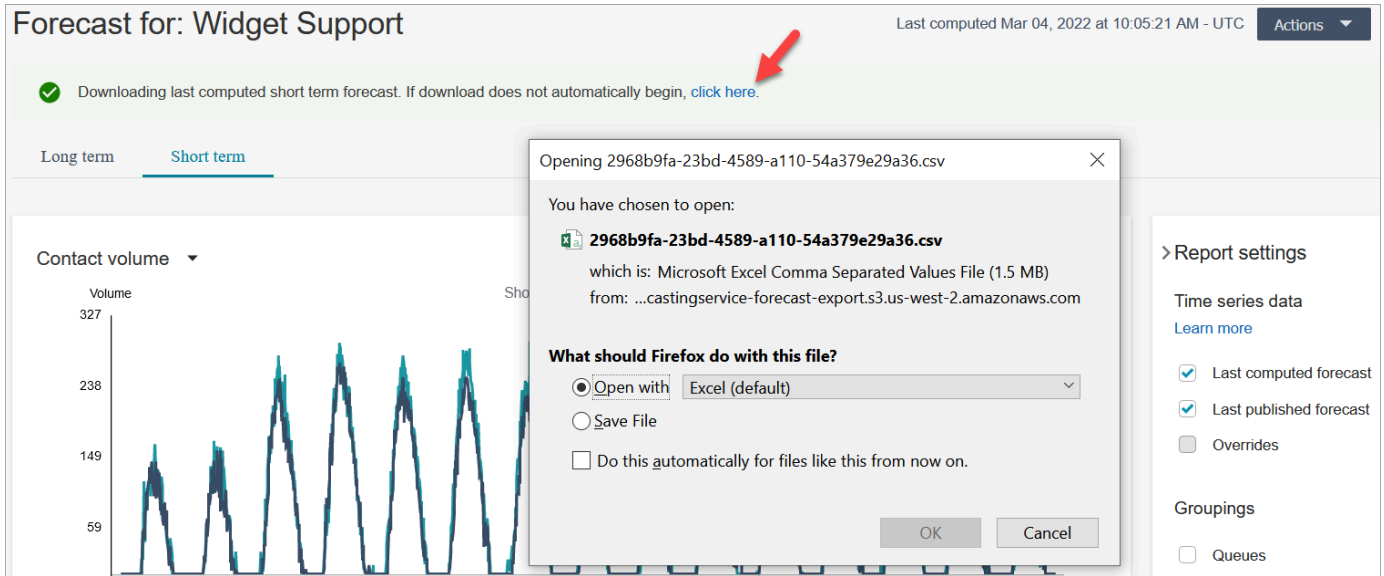 Forecast for: Widget Support
Last computed Mar 04, 2022 at 10:05:21 AM - UTC
Actions
Downloading last computed short term forecast. If download does not automatically begin, click here.
Long term
Short term
Opening 2968b9fa-23bd-4589-a110-54a379e29a36.csv
You have chosen to open:
2968b9fa-23bd-4589-a110-54a379e29a36.csv
which is: Microsoft Excel Comma Separated Values File (1.5 MB)
from: ...castingservice-forecast-export.s3.us-west-2.amazonaws.com
What should Firefox do with this file?
Open with
Excel (default)
Save File
Do this automatically for files like this from now on.
OK
Cancel
Contact volume
Volume
Sho
327
238
149
59
Report settings
Time series data
Learn more
Last computed forecast
Last published forecast
Overrides
Groupings
Queues